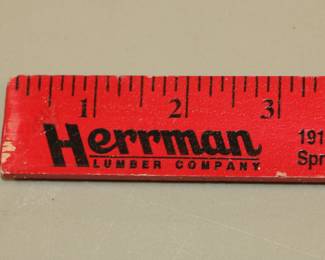 1 2 3
Herrman
LUMBER COMPANY
191
Spr